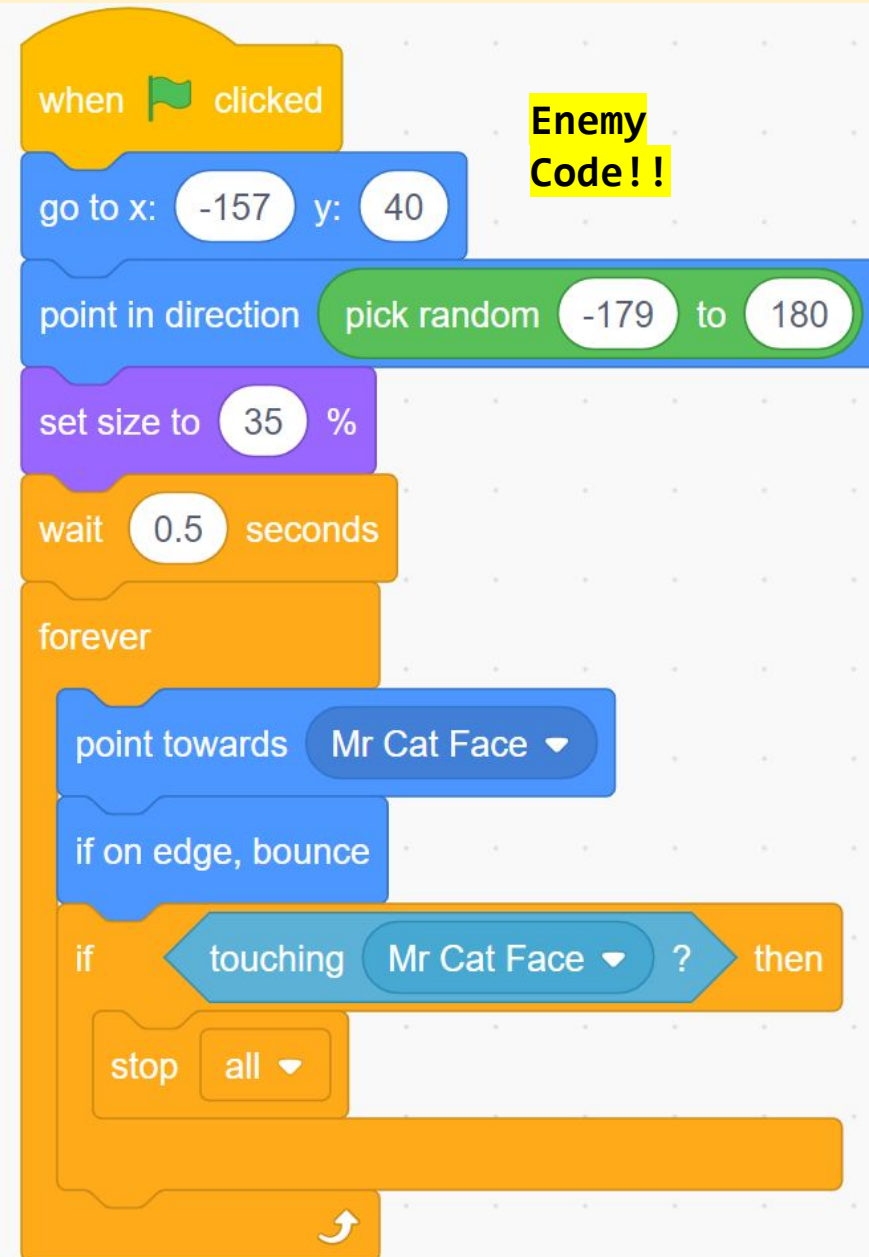 when clicked
Enemy
Code!!
go to x: -157 y: 40
point in direction pick random -179 to 180
set size to 35 %
wait 0.5 seconds
forever
point towards Mr Cat Face
if on edge, bounce
if touching Mr Cat Face ? then
stop all